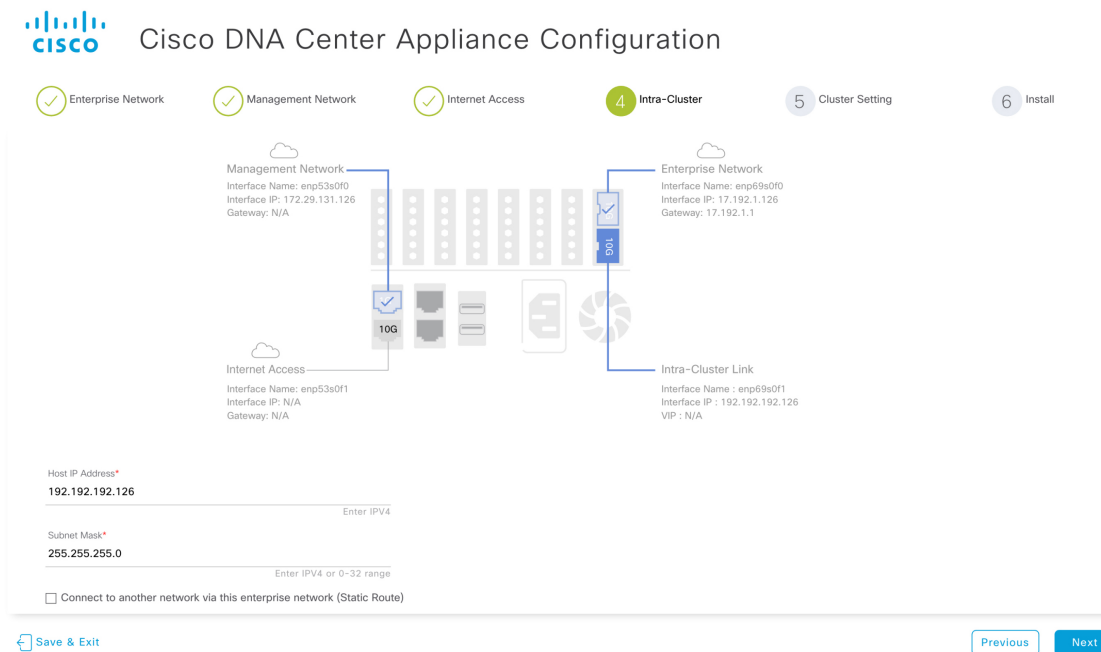 CISCO
Cisco DNA Center Appliance Configuration
Enterprise Network
Management Network
Internet Access
4 Intra-Cluster
5 Cluster Setting
6 Install
Management Network
Interface Name: enp53s0f0
Interface IP: 172.29.131.126
Gateway: N/A
Enterprise Network
Interface Name: enp69s0f0
Interface IP: 17.192.1.126
Gateway: 17.192.1.1
10G
10G
Internet Access
Interface Name: enp53s0f1
Interface IP: N/A
Gateway: N/A
Intra-Cluster Link
Interface Name : enp69s0f1
Interface IP : 192.192.192.126
VIP : N/A
Host IP Address*
192.192.192.126
Enter IPV4
Subnet Mask*
255.255.255.0
Enter IPV4 or 0-32 range
Connect to another network via this enterprise network (Static Route)
Save & Exit
Previous
Next